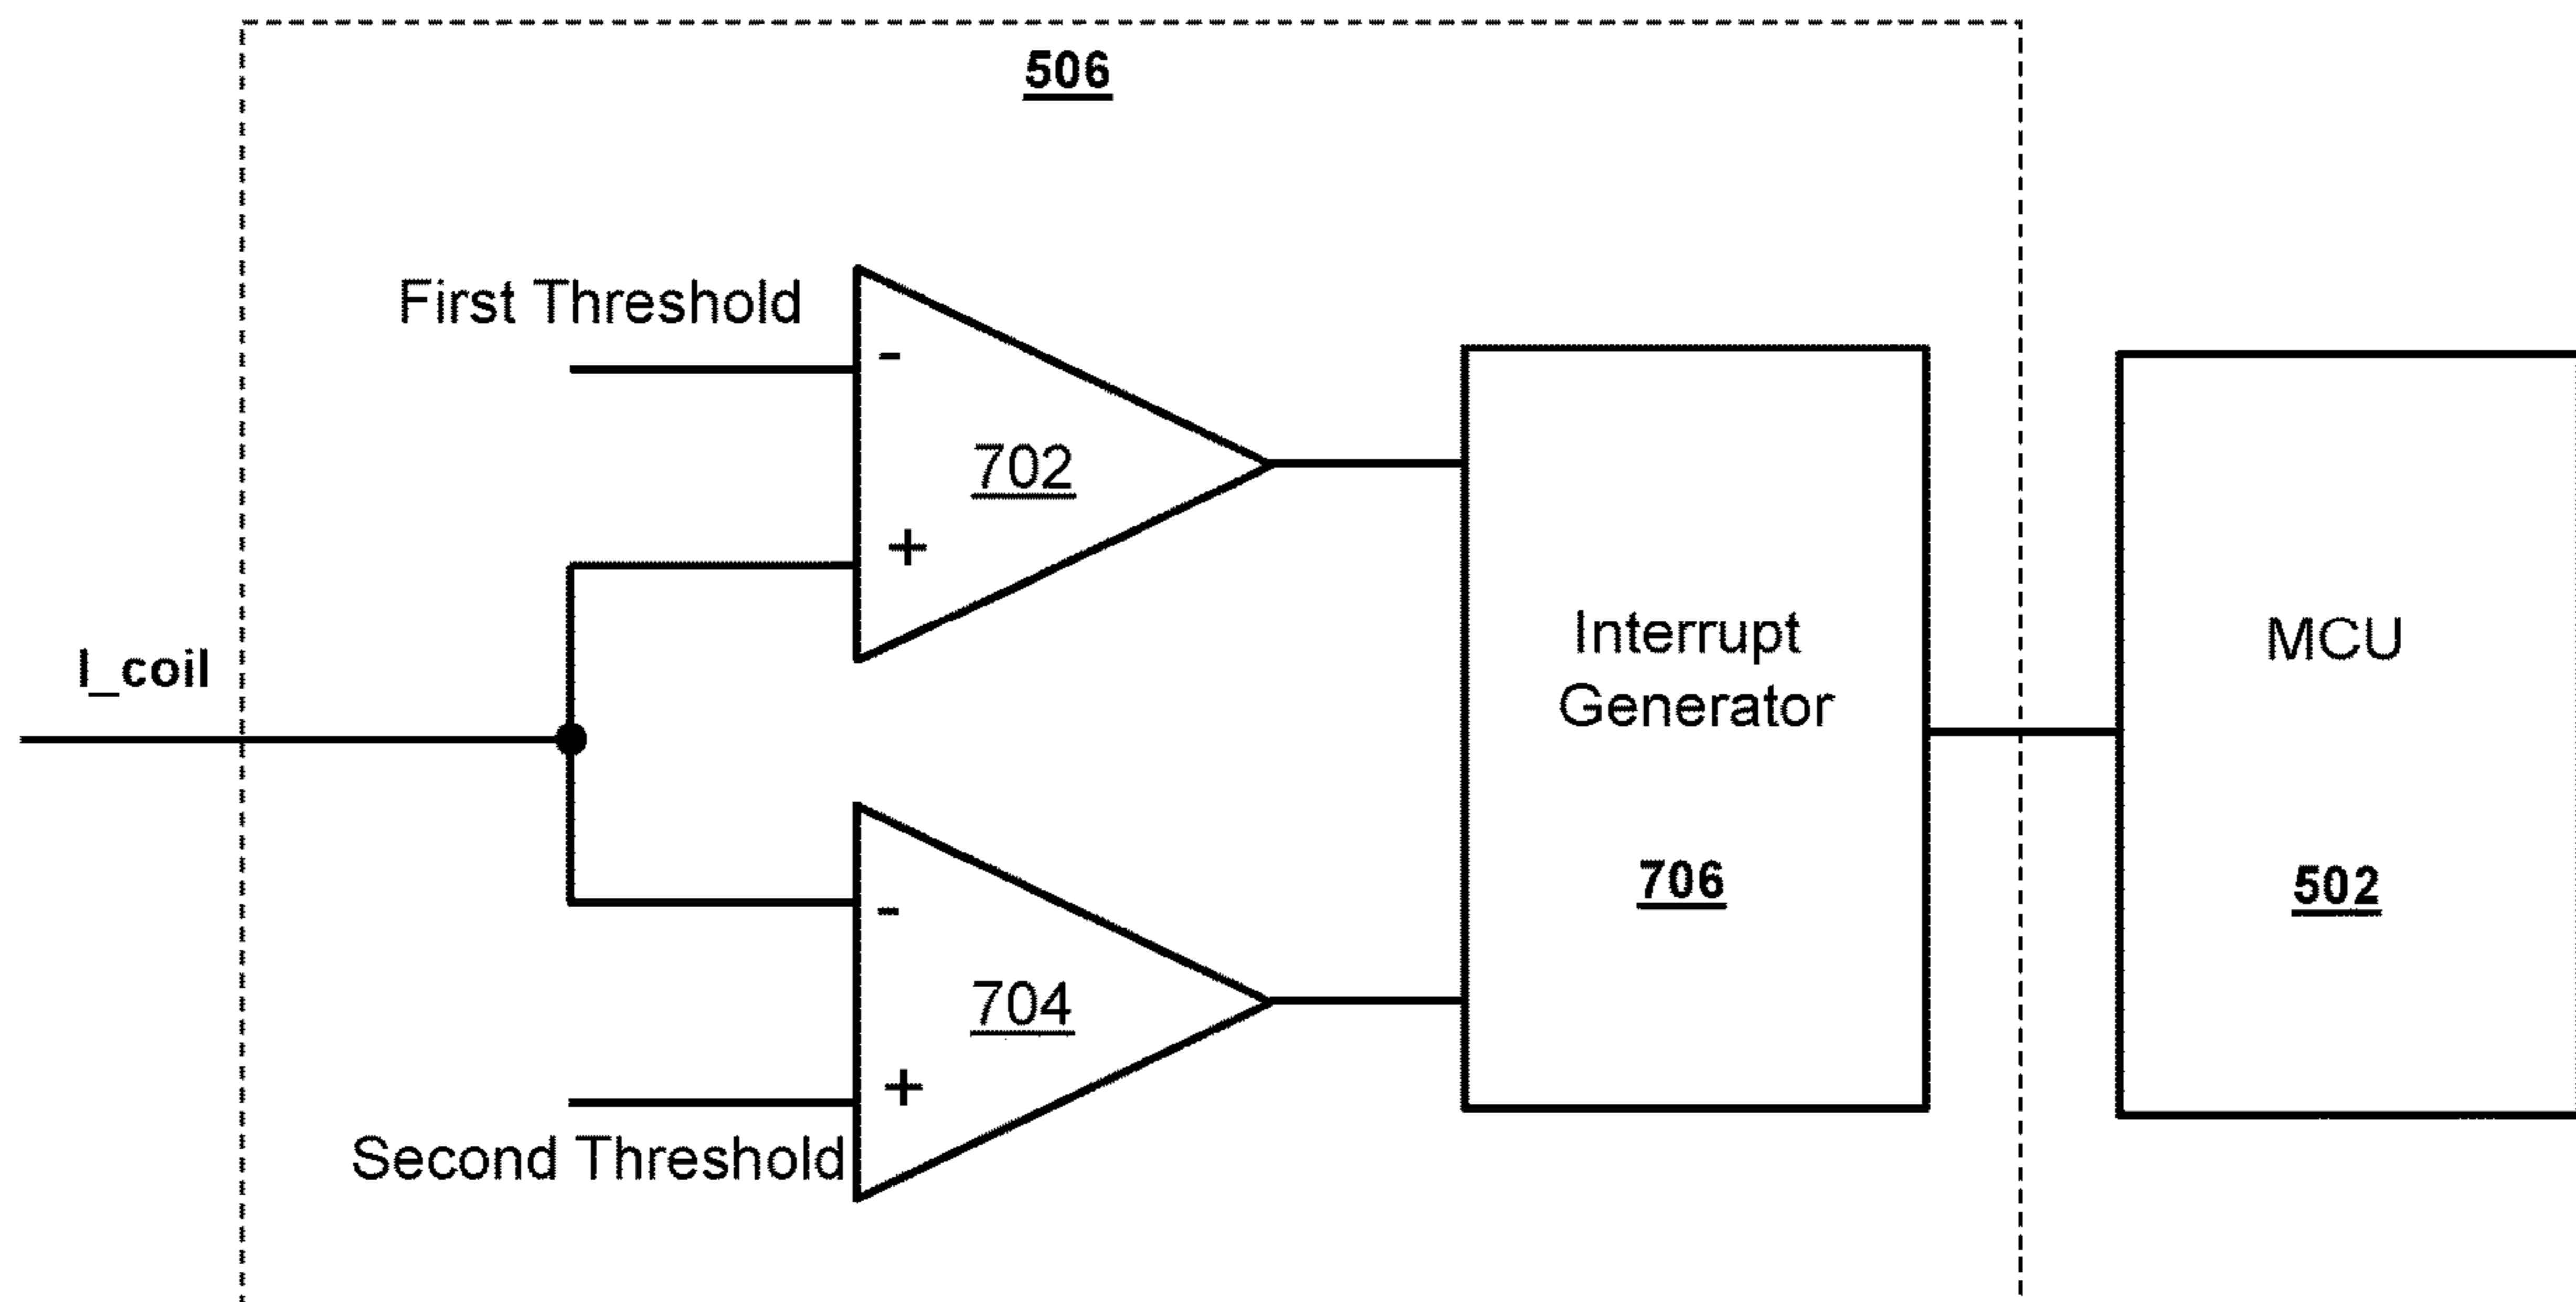 506
First Threshold
-
702
+
I_coil
Interrupt
Generator
706
MCU
502
-
704
+
Second Threshold